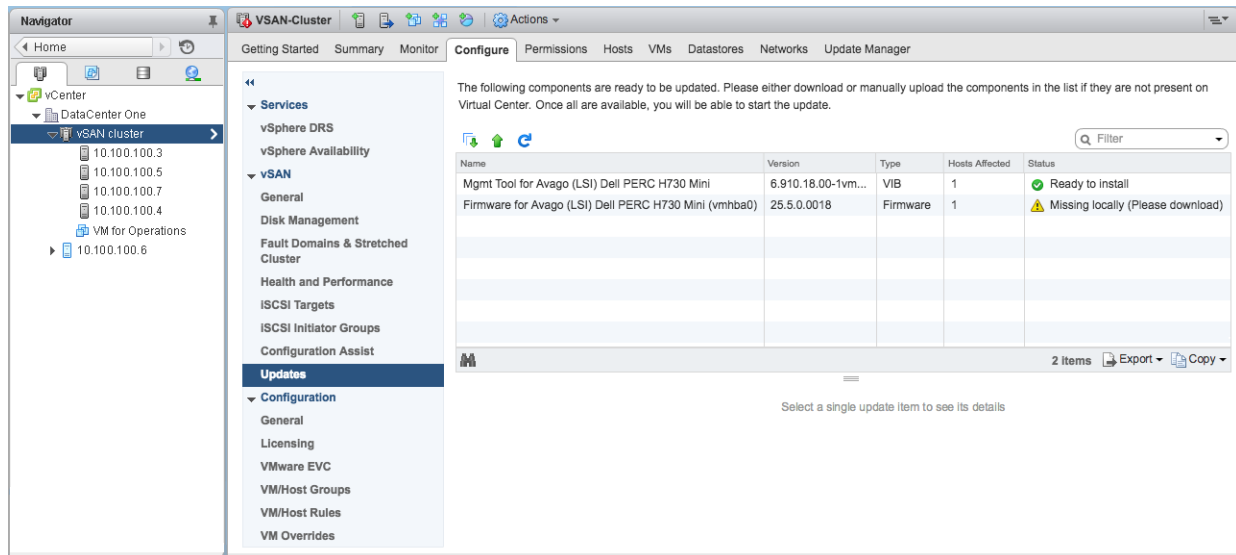 Navigator
Home
vCenter
DataCenter One
vSAN cluster
10.100.100.3
10.100.100.5
10.100.100.7
10.100.100.4
VM for Operations
10.100.100.6
VSAN-Cluster Actions
Getting Started Summary Monitor Configure Permissions Hosts VMs Datastores Networks Update Manager
Services
vSphere DRS
vSphere Availability
vSAN
General
Disk Management
Fault Domains & Stretched
Cluster
Health and Performance
iSCSI Targets
iSCSI Initiator Groups
Configuration Assist
Updates
Configuration
General
Licensing
VMware EVC
VM/Host Groups
VM/Host Rules
VM Overrides
The following components are ready to be updated. Please either download or manually upload the components in the list if they are not present on
Virtual Center. Once all are available, you will be able to start the update.
Filter
Name Version Type Hosts Affected Status
Mgmt Tool for Avago (LSI) Dell PERC H730 Mini 6.910.18.00-1vm... VIB 1 Ready to install
Firmware for Avago (LSI) Dell PERC H730 Mini (vmhba0) 25.5.0.0018 Firmware 1 Missing locally (Please download)
2 items Export Copy
Select a single update item to see its details